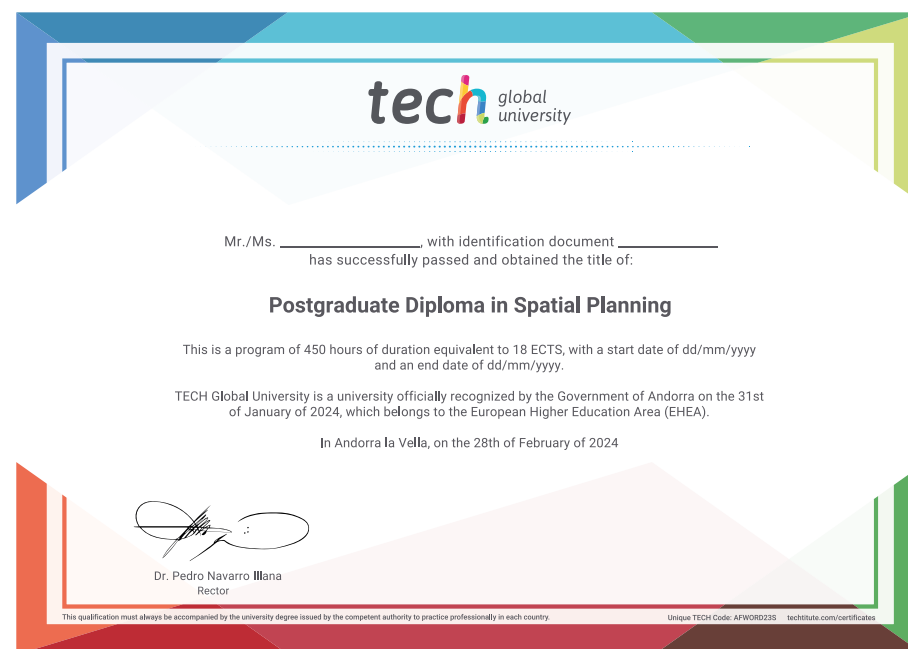 tech global university
Mr./Ms. ____________________, with identification document ______________
has successfully passed and obtained the title of:
Postgraduate Diploma in Spatial Planning
This is a program of 450 hours of duration equivalent to 18 ECTS, with a start date of dd/mm/yyyy
and an end date of dd/mm/yyyy.
TECH Global University is a university officially recognized by the Government of Andorra on the 31st
of January of 2024, which belongs to the European Higher Education Area (EHEA).
In Andorra la Vella, on the 28th of February of 2024
Dr. Pedro Navarro Illana
Rector
This qualification must always be accompanied by the university degree issued by the competent authority to practice professionally in each country.
Unique TECH Code: AFWORD23S techtitute.com/certificates